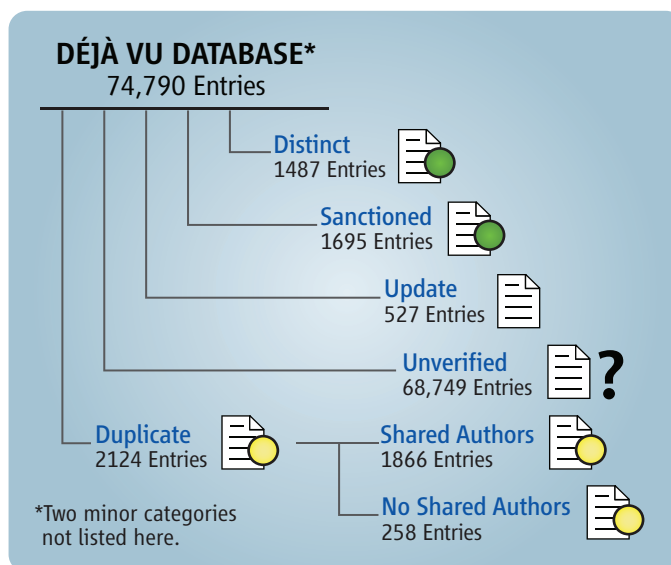 DÉJÀ VU DATABASE*
74,790 Entries
Distinct
1487 Entries
Sanctioned
1695 Entries
Update
527 Entries
Unverified
68,749 Entries
?
Duplicate
2124 Entries
Shared Authors
1866 Entries
No Shared Authors
258 Entries
*Two minor categories
not listed here.